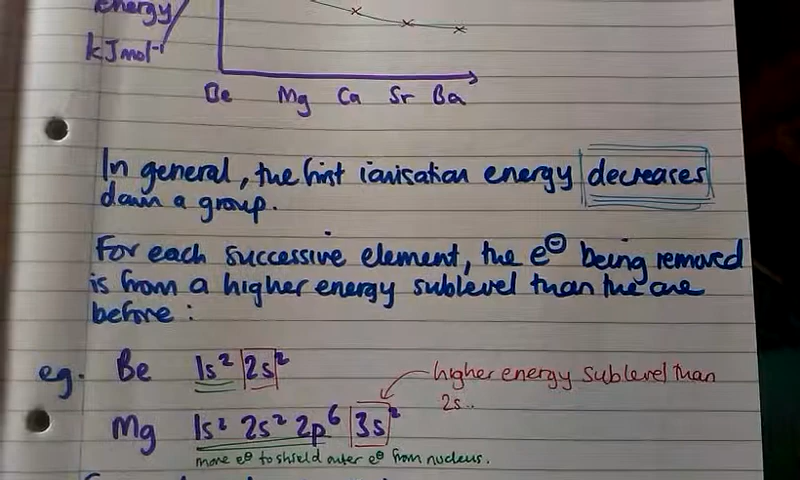 energy/
kJmol⁻¹
Be Mg Ca Sr Ba
In general, the first ionisation energy decreases
down a group.
For each successive element, the e⊖ being removed
is from a higher energy sublevel than the one
before:
eg. Be 1s² 2s²
higher energy sublevel than
2s..
Mg 1s² 2s² 2p⁶ 3s²
more e⊖ to shield outer e⊖ from nucleus.